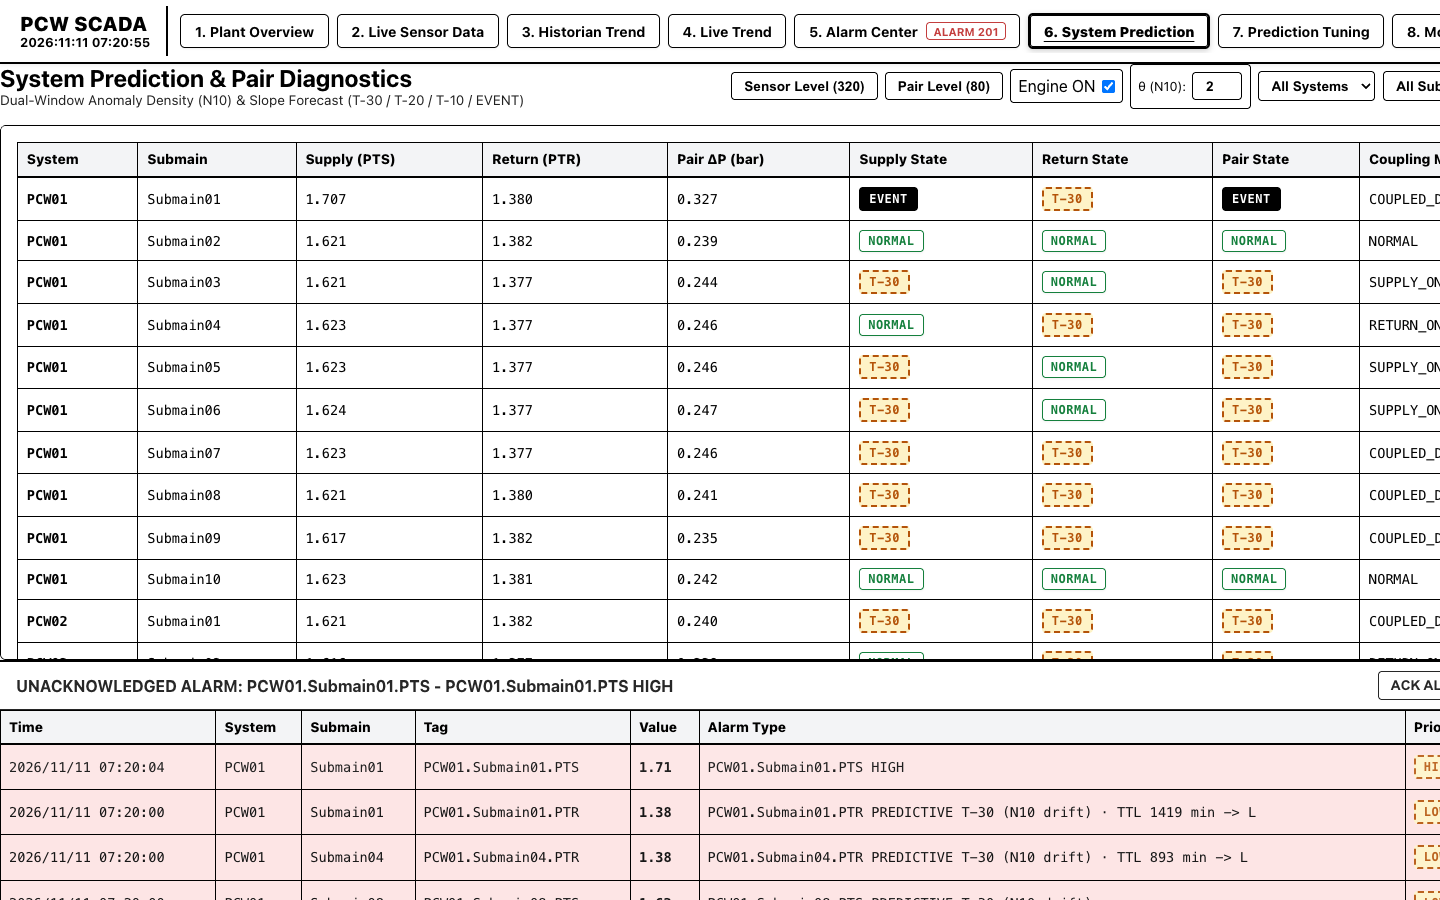 PCW SCADA
2026:11:11 07:20:55
1. Plant Overview
2. Live Sensor Data
3. Historian Trend
4. Live Trend
5. Alarm Center ALARM 201
6. System Prediction
7. Prediction Tuning
8. Mo
System Prediction & Pair Diagnostics
Dual-Window Anomaly Density (N10) & Slope Forecast (T-30 / T-20 / T-10 / EVENT)
Sensor Level (320)
Pair Level (80)
Engine ON
θ (N10): 2
All Systems
All Sub
System Submain Supply (PTS) Return (PTR) Pair ΔP (bar) Supply State Return State Pair State Coupling M
PCW01 Submain01 1.707 1.380 0.327 EVENT T-30 EVENT COUPLED_D
PCW01 Submain02 1.621 1.382 0.239 NORMAL NORMAL NORMAL NORMAL
PCW01 Submain03 1.621 1.377 0.244 T-30 NORMAL T-30 SUPPLY_ON
PCW01 Submain04 1.623 1.377 0.246 NORMAL T-30 T-30 RETURN_ON
PCW01 Submain05 1.623 1.377 0.246 T-30 NORMAL T-30 SUPPLY_ON
PCW01 Submain06 1.624 1.377 0.247 T-30 NORMAL T-30 SUPPLY_ON
PCW01 Submain07 1.623 1.377 0.246 T-30 T-30 T-30 COUPLED_D
PCW01 Submain08 1.621 1.380 0.241 T-30 T-30 T-30 COUPLED_D
PCW01 Submain09 1.617 1.382 0.235 T-30 T-30 T-30 COUPLED_D
PCW01 Submain10 1.623 1.381 0.242 NORMAL NORMAL NORMAL NORMAL
PCW02 Submain01 1.621 1.382 0.240 T-30 T-30 T-30 COUPLED_D
UNACKNOWLEDGED ALARM: PCW01.Submain01.PTS - PCW01.Submain01.PTS HIGH
ACK AL
Time System Submain Tag Value Alarm Type Prio
2026/11/11 07:20:04 PCW01 Submain01 PCW01.Submain01.PTS 1.71 PCW01.Submain01.PTS HIGH HI
2026/11/11 07:20:00 PCW01 Submain01 PCW01.Submain01.PTR 1.38 PCW01.Submain01.PTR PREDICTIVE T-30 (N10 drift) · TTL 1419 min -> L LO
2026/11/11 07:20:00 PCW01 Submain04 PCW01.Submain04.PTR 1.38 PCW01.Submain04.PTR PREDICTIVE T-30 (N10 drift) · TTL 893 min -> L LO